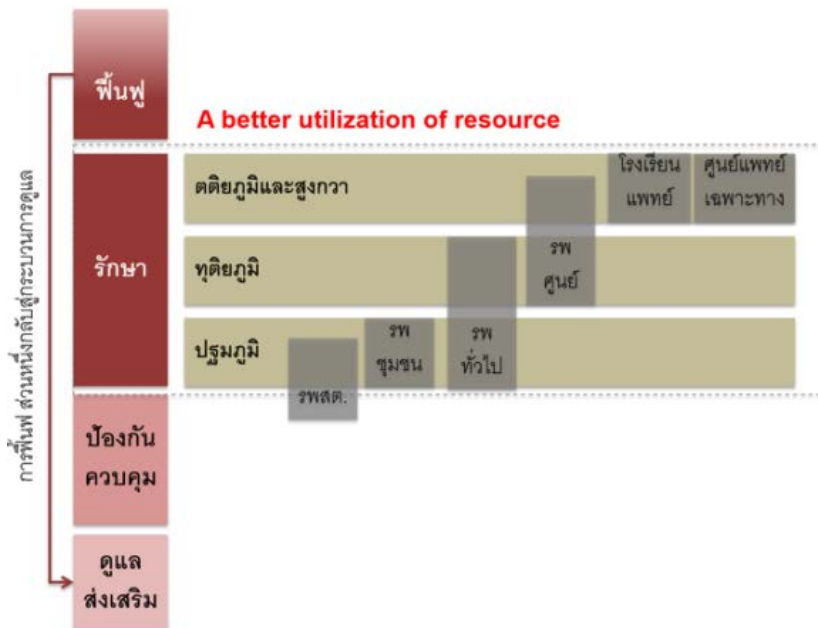 ฟื้นฟู
A better utilization of resource
รักษา
ตติยภูมิและสูงกวา
โรงเรียน
แพทย์
ศูนย์แพทย์
เฉพาะทาง
ทุติยภูมิ
รพ
ศูนย์
ปฐมภูมิ
รพสต.
รพ
ชุมชน
รพ
ทั่วไป
ป้องกัน
ควบคุม
ดูแล
ส่งเสริม
การฟื้นฟู ส่วนหนึ่งกลับสู่กระบวนการดูแล